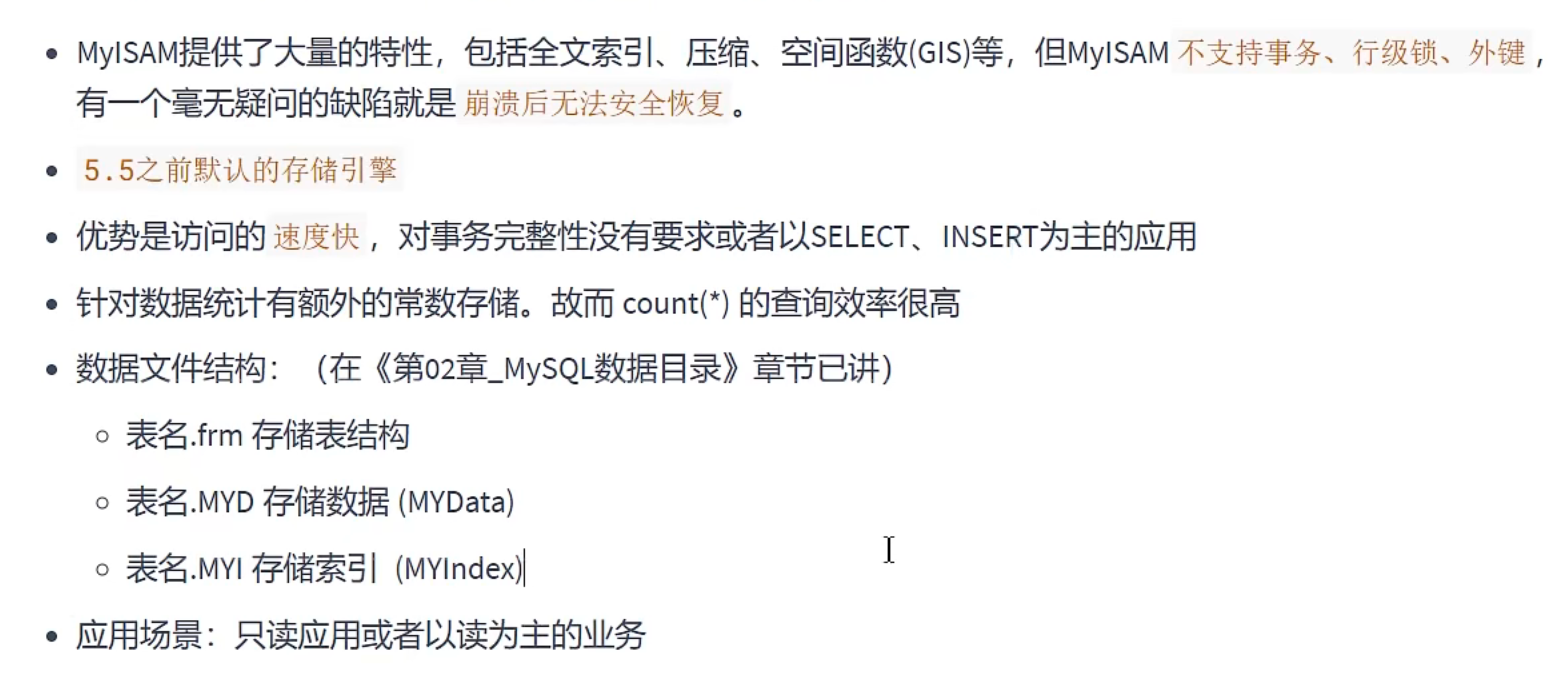 MyISAM提供了大量的特性，包括全文索引、压缩、空间函数(GIS)等，但MyISAM 不支持事务、行级锁、外键 ，
有一个毫无疑问的缺陷就是 崩溃后无法安全恢复 。
5.5之前默认的存储引擎
优势是访问的 速度快 ，对事务完整性没有要求或者以SELECT、INSERT为主的应用
针对数据统计有额外的常数存储。故而 count(*) 的查询效率很高
数据文件结构：（在《第02章_MySQL数据目录》章节已讲）
表名.frm 存储表结构
表名.MYD 存储数据 (MYData)
表名.MYI 存储索引 (MYIndex)
应用场景：只读应用或者以读为主的业务